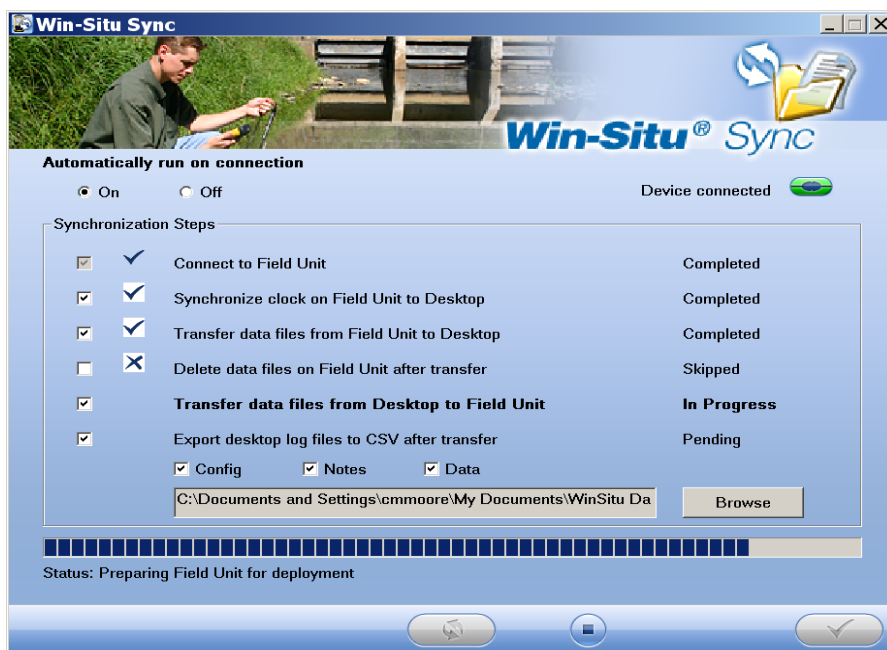 Win-Situ Sync
Win-Situ® Sync
Automatically run on connection
On Off Device connected
Synchronization Steps
Connect to Field Unit Completed
Synchronize clock on Field Unit to Desktop Completed
Transfer data files from Field Unit to Desktop Completed
Delete data files on Field Unit after transfer Skipped
Transfer data files from Desktop to Field Unit In Progress
Export desktop log files to CSV after transfer Pending
Config Notes Data
C:\Documents and Settings\cmmoore\My Documents\WinSitu Da Browse
Status: Preparing Field Unit for deployment